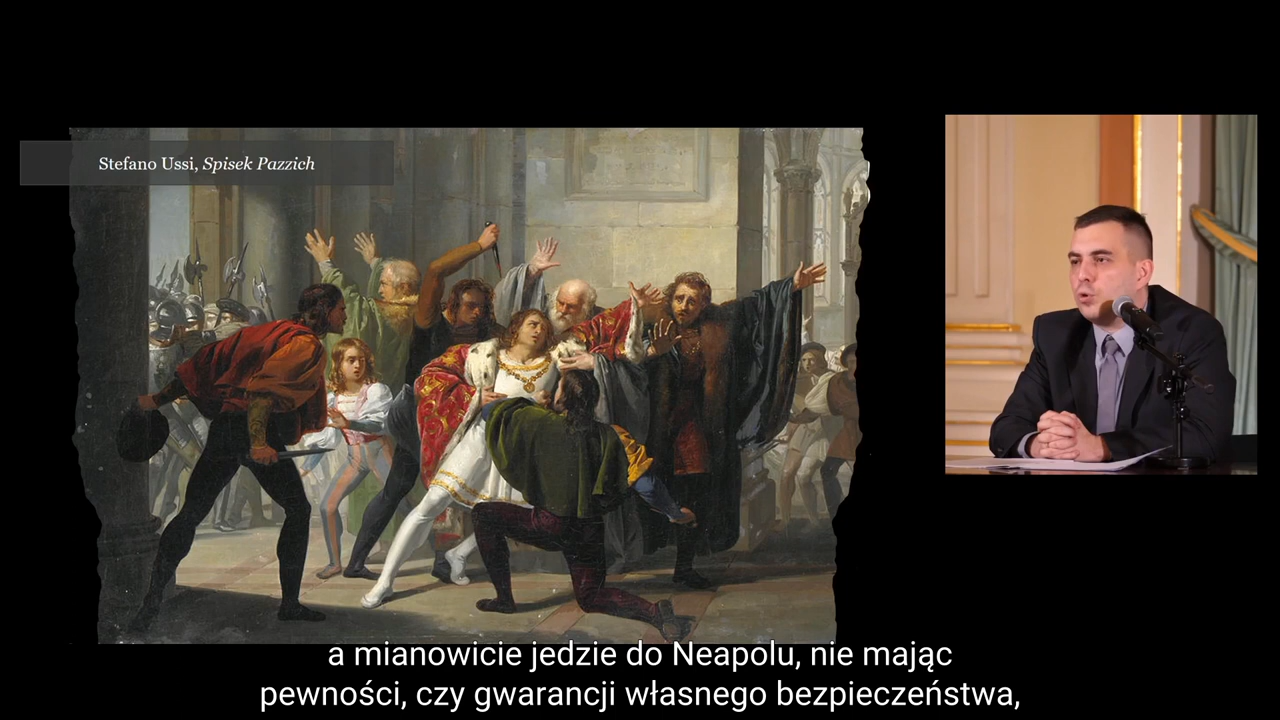 Stefano Ussi, Spisek Pazzich
a mianowicie jedzie do Neapolu, nie mając
pewności, czy gwarancji własnego bezpieczeństwa,